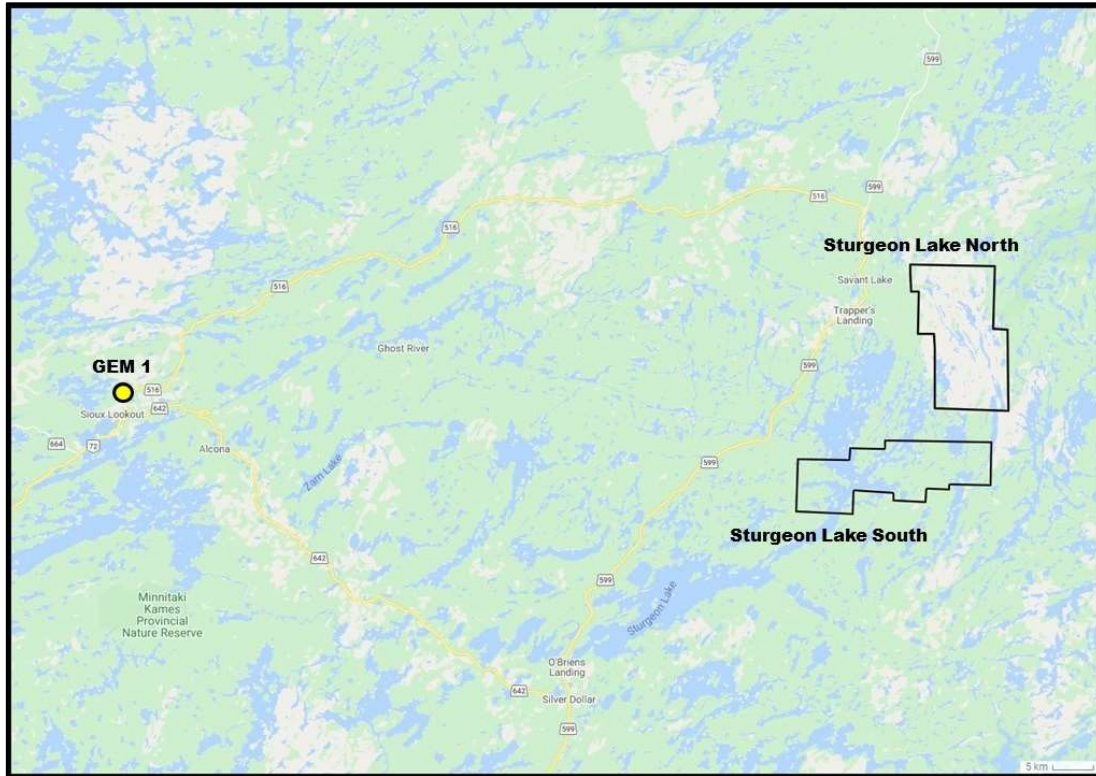 599
599
516
516
Sturgeon Lake North
516
Savant Lake
Trapper's
Landing
Ghost River
599
GEM 1
516
642
Sioux Lookout
664
72
Alcona
599
Zarn Lake
Sturgeon Lake South
642
599
Minnitaki
Kames
Provincial
Nature Reserve
Sturgeon Lake
O'Briens
Landing
642
Silver Dollar
599
5 km